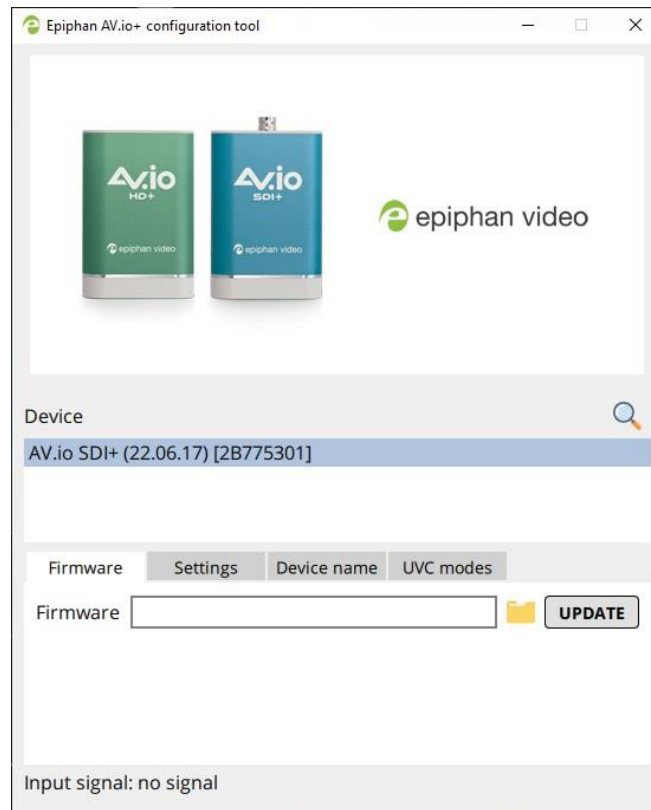 Epiphan AV.io+ configuration tool
AV.io
HD+
epiphan video
AV.io
SDI+
epiphan video
epiphan video
Device
AV.io SDI+ (22.06.17) [2B775301]
Firmware Settings Device name UVC modes
Firmware UPDATE
Input signal: no signal